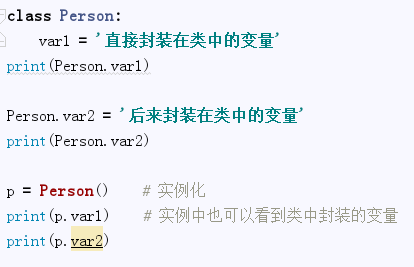 class Person:
    var1 = '直接封装在类中的变量'
print(Person.var1)
Person.var2 = '后来封装在类中的变量'
print(Person.var2)
p = Person()    # 实例化
print(p.var1)    # 实例中也可以看到类中封装的变量
print(p.var2)